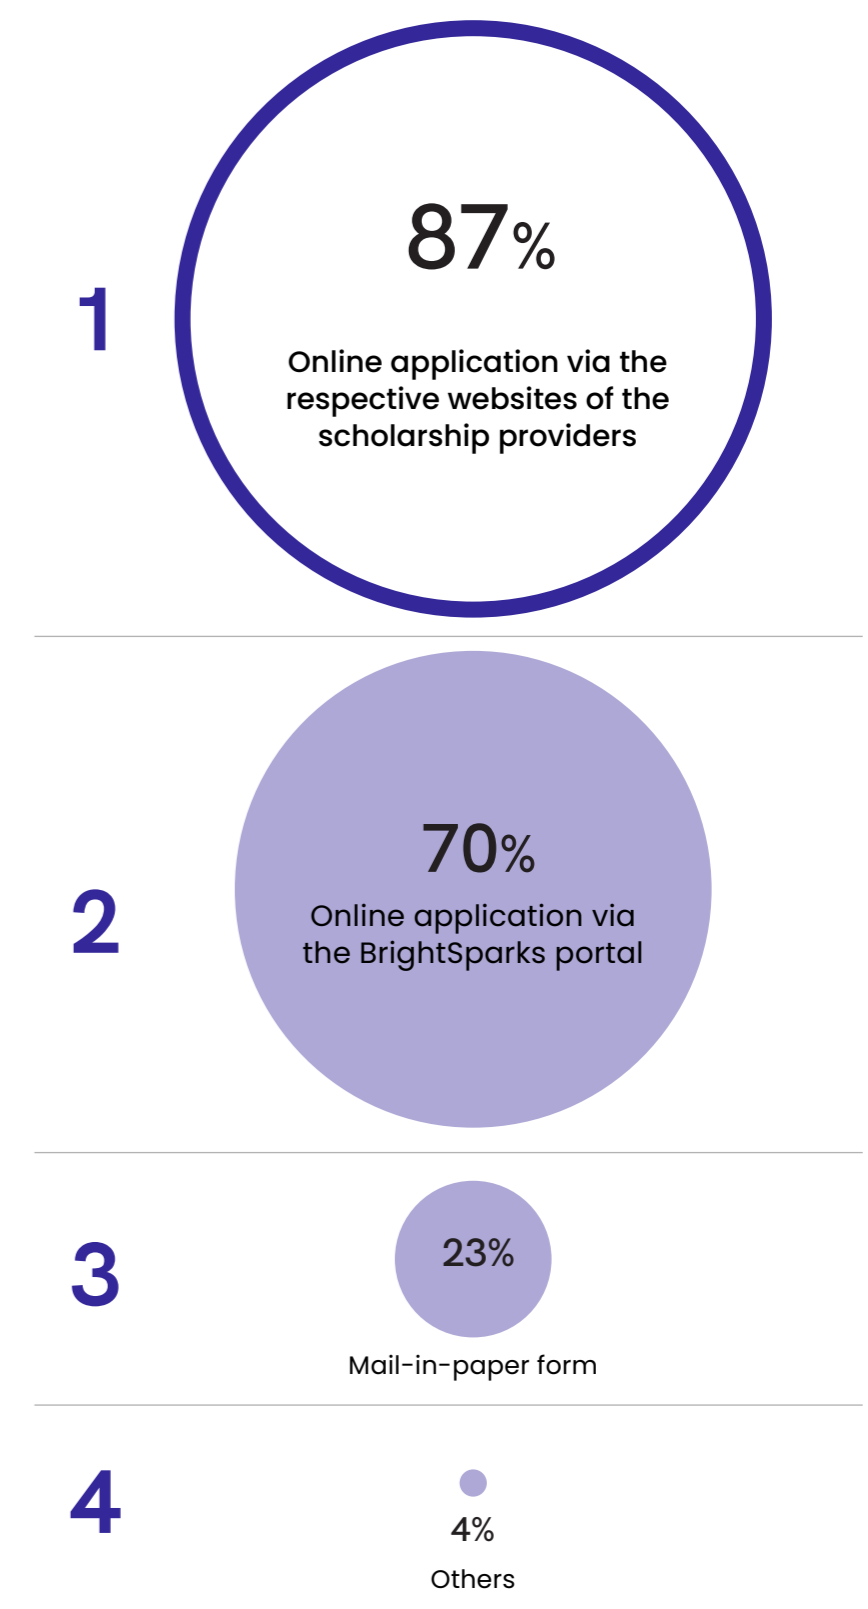 1
87%
Online application via the
respective websites of the
scholarship providers
2
70%
Online application via
the BrightSparks portal
3
23%
Mail-in-paper form
4
4%
Others